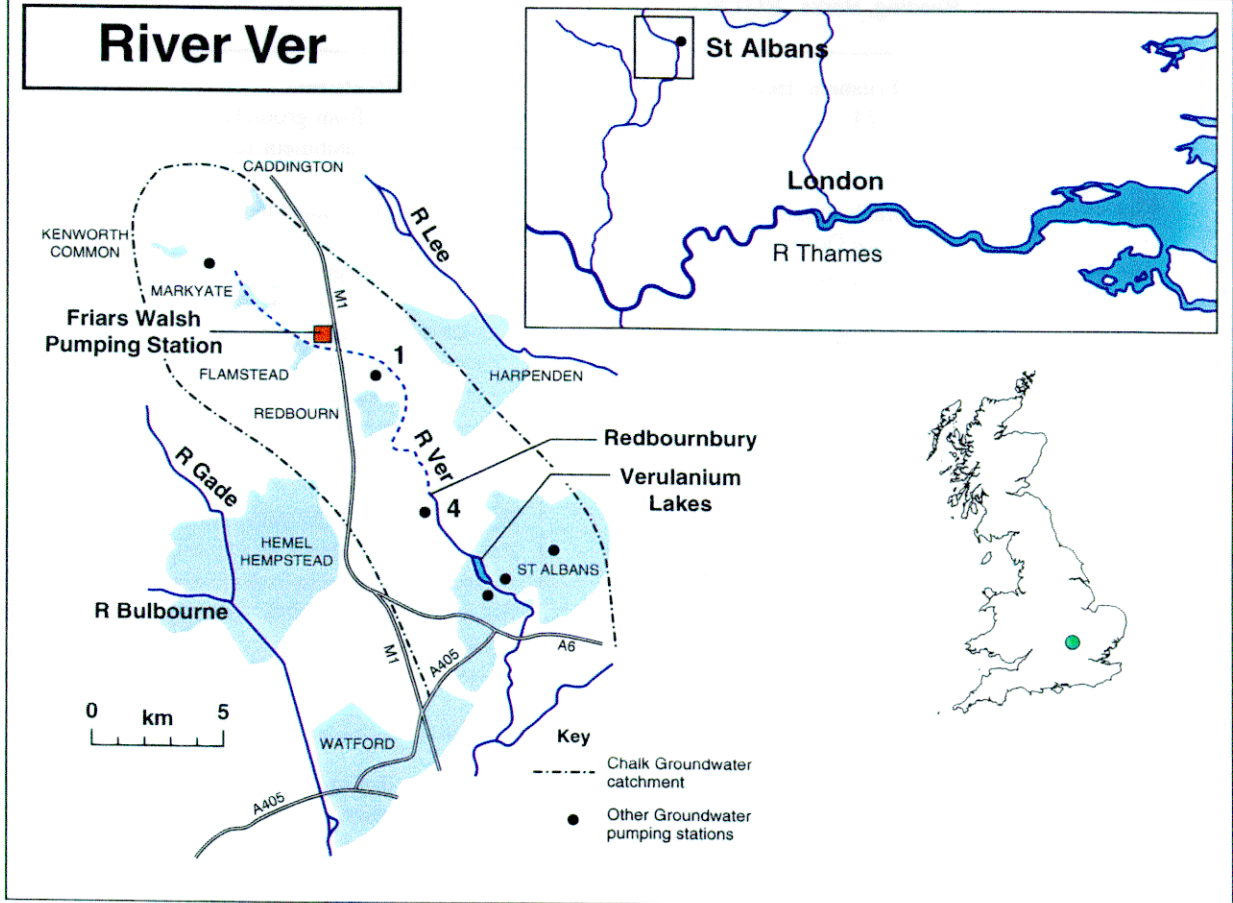 River Ver
St Albans
London
R Thames
CADDINGTON
R Lee
KENWORTH
COMMON
MARKYATE
M1
Friars Walsh
Pumping Station
1
FLAMSTEAD
HARPENDEN
REDBOURN
R Ver
Redbournbury
R Gade
4
Verulanium
Lakes
HEMEL
HEMPSTEAD
ST ALBANS
R Bulbourne
M1
A405
A6
0 km 5
WATFORD
Key
Chalk Groundwater
catchment
A405
Other Groundwater
pumping stations